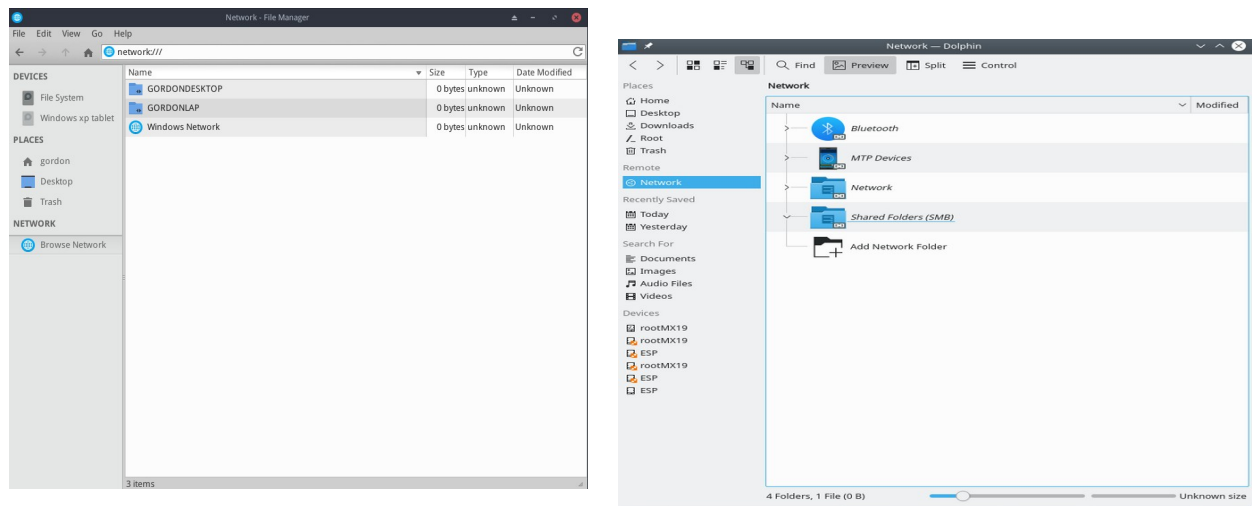 Network - File Manager
File Edit View Go Help
network:///
DEVICES
File System
Windows xp tablet
PLACES
gordon
Desktop
Trash
NETWORK
Browse Network
Name Size Type Date Modified
GORDONDESKTOP 0 bytes unknown Unknown
GORDONLAP 0 bytes unknown Unknown
Windows Network 0 bytes unknown Unknown
3 items
Network — Dolphin
Find Preview Split Control
Places
Home
Desktop
Downloads
Root
Trash
Remote
Network
Recently Saved
Today
Yesterday
Search For
Documents
Images
Audio Files
Videos
Devices
rootMX19
rootMX19
ESP
rootMX19
ESP
ESP
Network
Name Modified
Bluetooth
MTP Devices
Network
Shared Folders (SMB)
Add Network Folder
4 Folders, 1 File (0 B) Unknown size